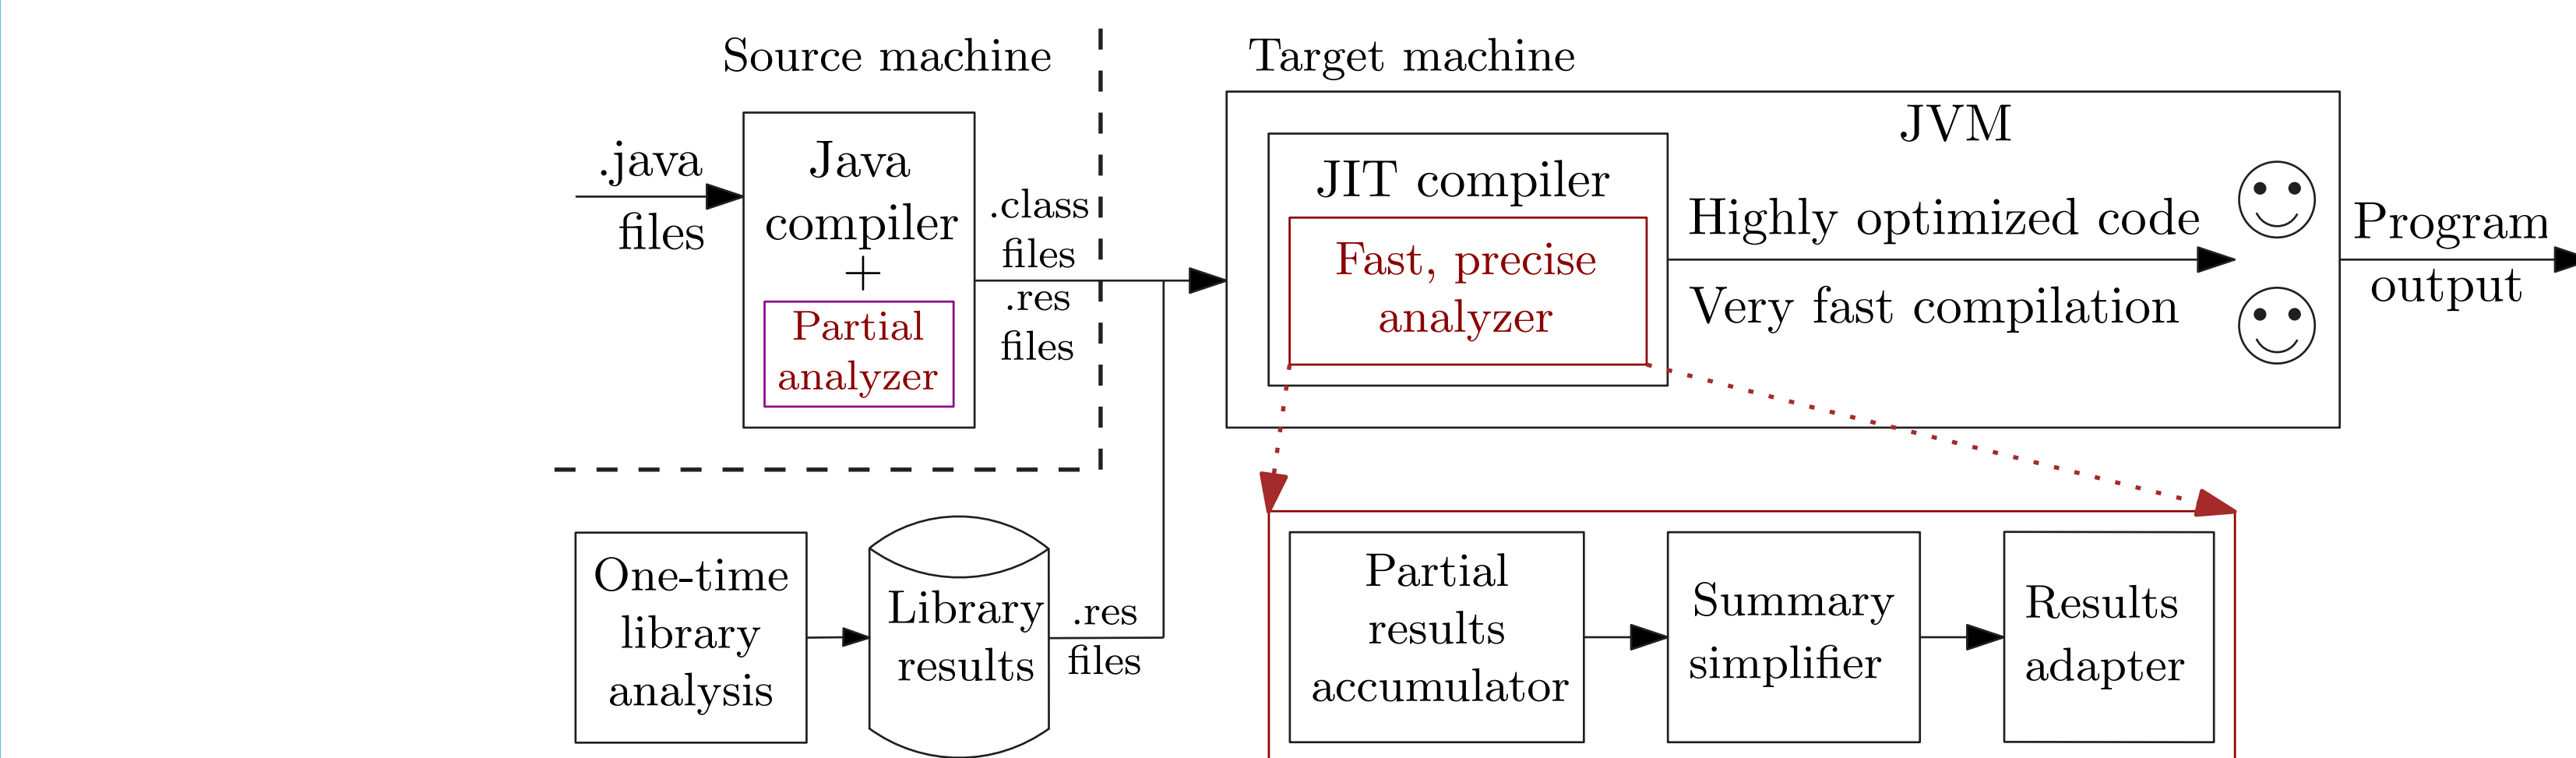 Source machine
Target machine
.java
files
Java
compiler
+
Partial
analyzer
.class
files
.res
files
JVM
JIT compiler
Fast, precise
analyzer
Highly optimized code
Very fast compilation
Program
output
One-time
library
analysis
Library
results
.res
files
Partial
results
accumulator
Summary
simplifier
Results
adapter